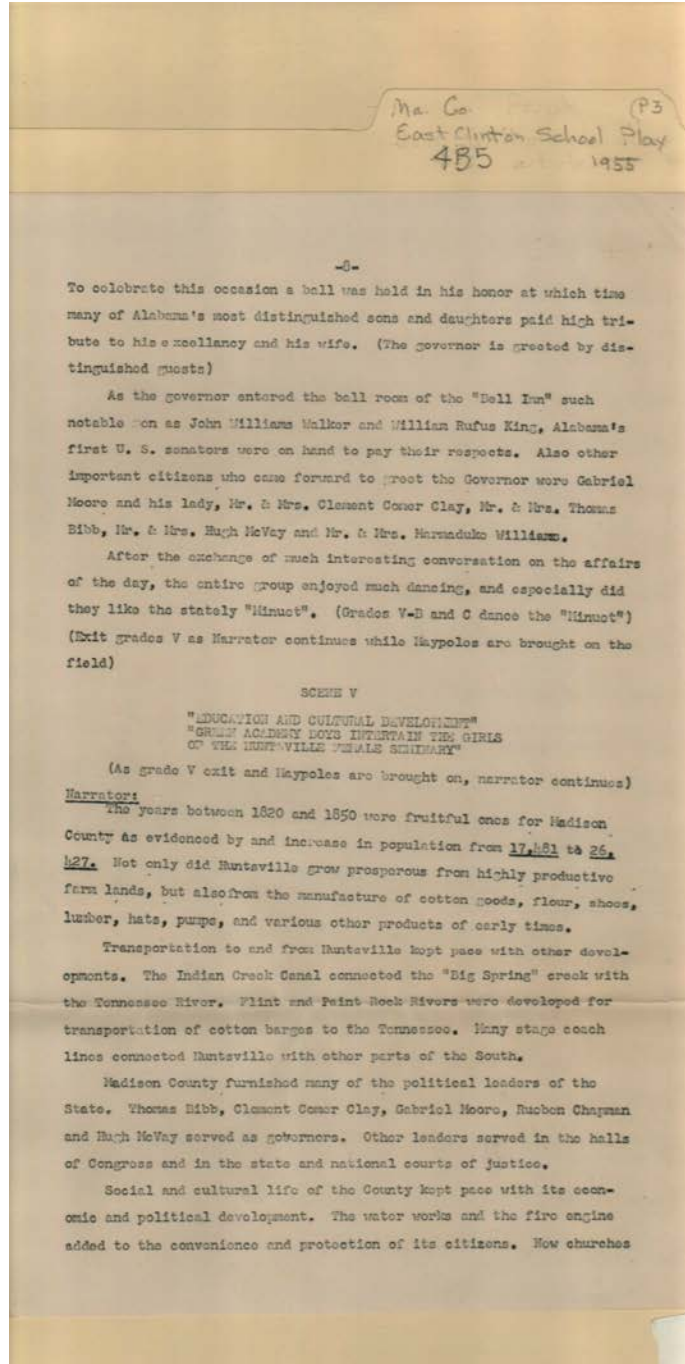 Ma. Co. (P3
East Clinton School Play
4B5 1955
-8-
To celebrate this occasion a ball was held in his honor at which time
many of Alabama's most distinguished sons and daughters paid high tri-
bute to his excellancy and his wife. (The governor is greeted by dis-
tinguished guests)
As the governor entered the ball room of the "Bell Inn" such
notable men as John Williams Walker and William Rufus King, Alabama's
first U. S. senators were on hand to pay their respects. Also other
important citizens who came forward to greet the Governor were Gabriel
Moore and his lady, Mr. & Mrs. Clement Comer Clay, Mr. & Mrs. Thomas
Bibb, Mr. & Mrs. Hugh McVay and Mr. & Mrs. Marmaduke Williams.
After the exchange of much interesting conversation on the affairs
of the day, the entire group enjoyed much dancing, and especially did
they like the stately "Minuet". (Grades V-B and C dance the "Minuet")
(Exit grades V as Narrator continues while Maypoles are brought on the
field)
SCENE V
"EDUCATION AND CULTURAL DEVELOPMENT"
"GREEN ACADEMY BOYS INTERTAIN THE GIRLS
OF THE HUNTSVILLE FEMALE SEMINARY"
(As grade V exit and Maypoles are brought on, narrator continues)
Narrator:
The years between 1820 and 1850 were fruitful ones for Madison
County as evidenced by and increase in population from 17,481 to 26,
427. Not only did Huntsville grow prosperous from highly productive
farm lands, but alsofrom the manufacture of cotton goods, flour, shoes,
lumber, hats, pumps, and various other products of early times.
Transportation to and from Huntsville kept pace with other devel-
opments. The Indian Creek Canal connected the "Big Spring" creek with
the Tennessee River. Flint and Paint Rock Rivers were developed for
transportation of cotton barges to the Tennessee. Many stage coach
lines connected Huntsville with other parts of the South.
Madison County furnished many of the political leaders of the
State. Thomas Bibb, Clement Comer Clay, Gabriel Moore, Rueben Chapman
and Hugh McVay served as governors. Other leaders served in the halls
of Congress and in the state and national courts of justice.
Social and cultural life of the County kept pace with its econ-
omic and political development. The water works and the fire engine
added to the convenience and protection of its citizens. New churches